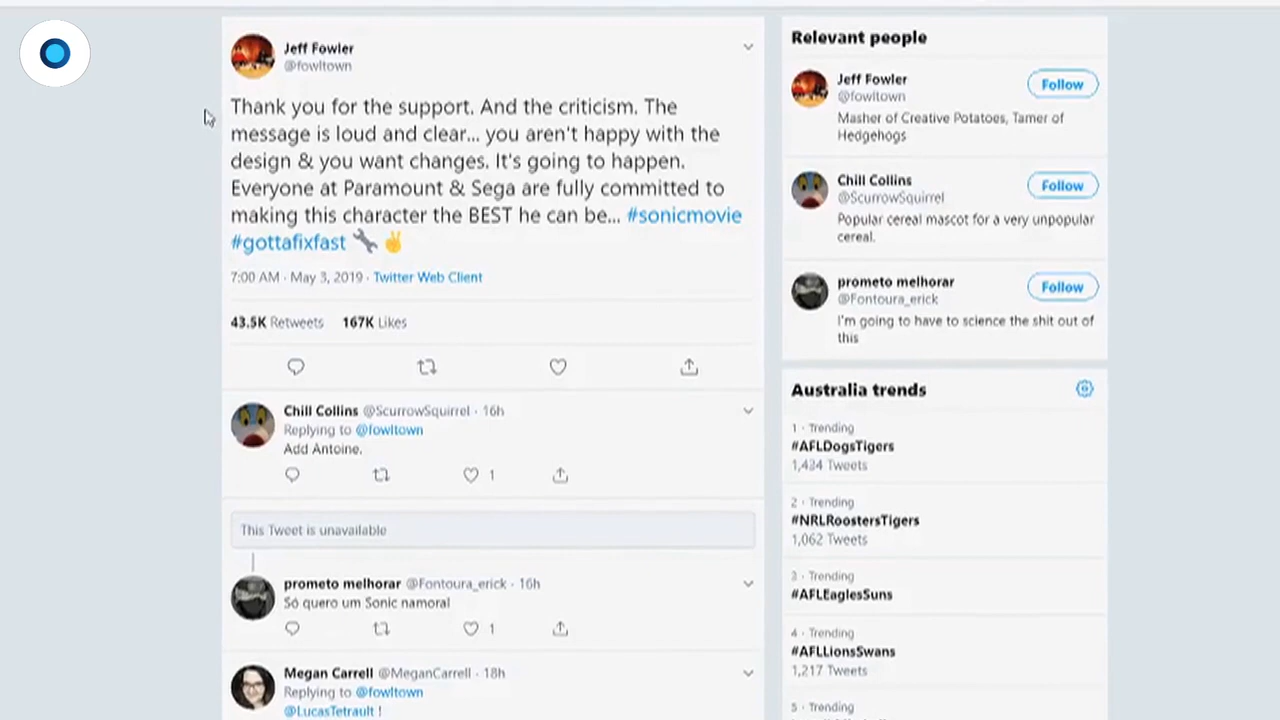 Jeff Fowler
@fowltown
Thank you for the support. And the criticism. The
message is loud and clear... you aren't happy with the
design & you want changes. It's going to happen.
Everyone at Paramount & Sega are fully committed to
making this character the BEST he can be... #sonicmovie
#gottafixfast 🔧✌️
7:00 AM · May 3, 2019 · Twitter Web Client
43.5K Retweets 167K Likes
Chill Collins @ScurrowSquirrel · 16h
Replying to @fowltown
Add Antoine.
1
This Tweet is unavailable
prometo melhorar @Fontoura_erick · 16h
Só quero um Sonic namoral
1
Megan Carrell @MeganCarrell · 18h
Replying to @fowltown
@LucasTetrault !
Relevant people
Jeff Fowler
@fowltown
Follow
Masher of Creative Potatoes, Tamer of
Hedgehogs
Chill Collins
@ScurrowSquirrel
Follow
Popular cereal mascot for a very unpopular
cereal.
prometo melhorar
@Fontoura_erick
Follow
I'm going to have to science the shit out of
this
Australia trends
1 · Trending
#AFLDogsTigers
1,434 Tweets
2 · Trending
#NRLRoostersTigers
1,062 Tweets
3 · Trending
#AFLEaglesSuns
4 · Trending
#AFLLionsSwans
1,217 Tweets
5 · Trending